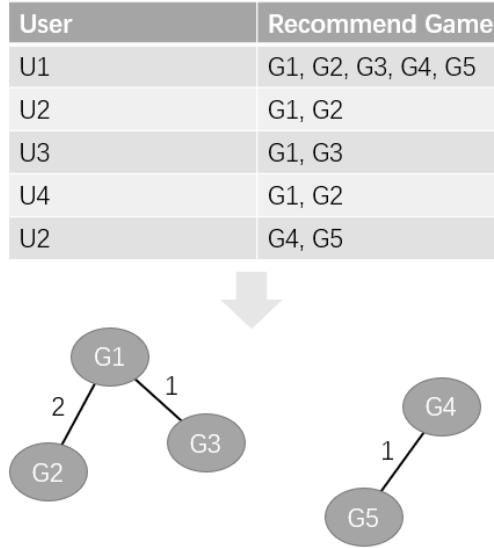 User Recommend Game
U1 G1, G2, G3, G4, G5
U2 G1, G2
U3 G1, G3
U4 G1, G2
U2 G4, G5
G1
1
2
G4
G3
1
G2
G5